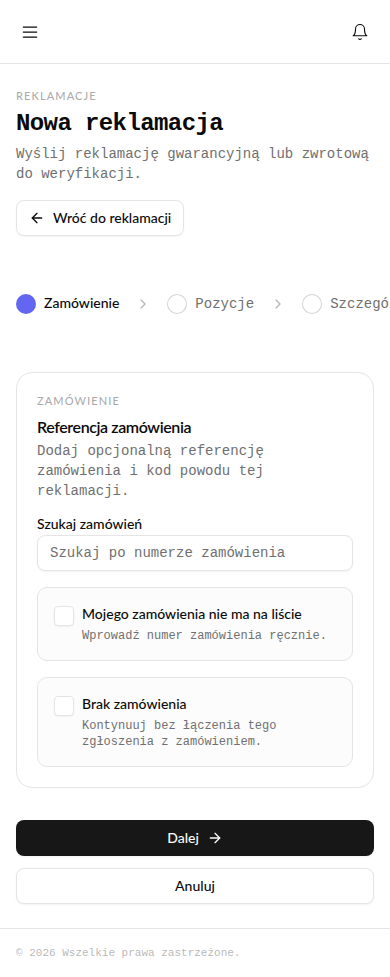 REKLAMACJE
Nowa reklamacja
Wyślij reklamację gwarancyjną lub zwrotową
do weryfikacji.
Wróć do reklamacji
Zamówienie
Pozycje
Szczegó
ZAMÓWIENIE
Referencja zamówienia
Dodaj opcjonalną referencję
zamówienia i kod powodu tej
reklamacji.
Szukaj zamówień
Szukaj po numerze zamówienia
Mojego zamówienia nie ma na liście
Wprowadź numer zamówienia ręcznie.
Brak zamówienia
Kontynuuj bez łączenia tego
zgłoszenia z zamówieniem.
Dalej
Anuluj
© 2026 Wszelkie prawa zastrzeżone.